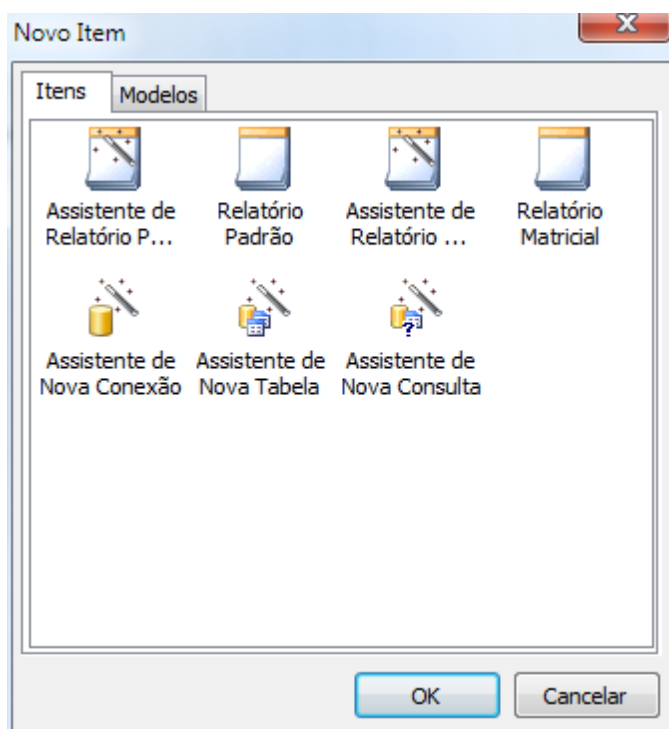 Novo Item
Itens
Modelos
Assistente de
Relatório P...
Relatório
Padrão
Assistente de
Relatório ...
Relatório
Matricial
Assistente de
Nova Conexão
Assistente de
Nova Tabela
Assistente de
Nova Consulta
OK
Cancelar